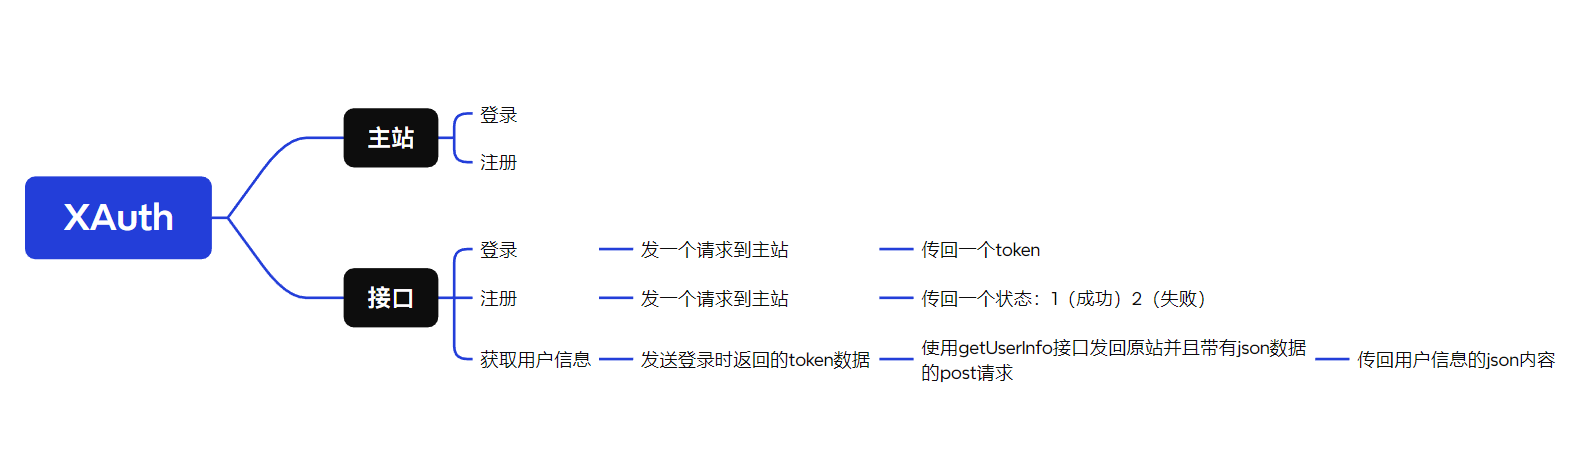 XAuth
主站
登录
注册
接口
登录
发一个请求到主站
传回一个token
注册
发一个请求到主站
传回一个状态：1（成功）2（失败）
获取用户信息
发送登录时返回的token数据
使用getUserInfo接口发回原站并且带有json数据
的post请求
传回用户信息的json内容